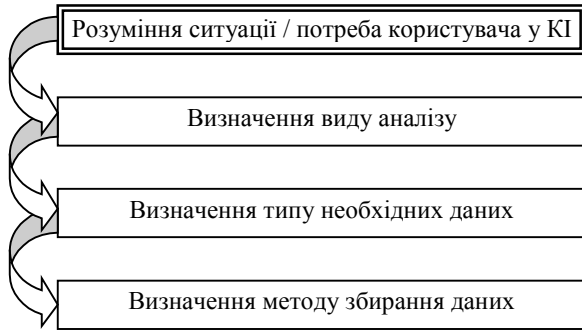 Розуміння ситуації / потреба користувача у КІ
Визначення виду аналізу
Визначення типу необхідних даних
Визначення методу збирання даних